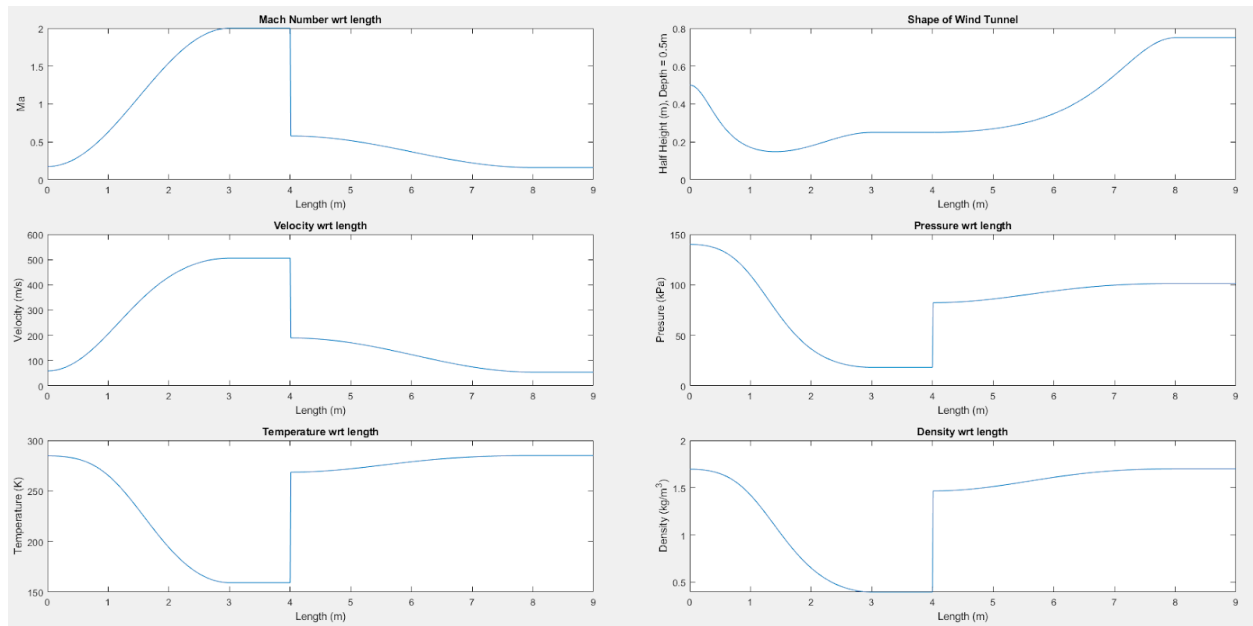 Mach Number wrt length
Ma
2
1.5
1
0.5
0
0 1 2 3 4 5 6 7 8 9
Length (m)
Shape of Wind Tunnel
Half Height (m), Depth = 0.5m
0.8
0.6
0.4
0.2
0
0 1 2 3 4 5 6 7 8 9
Length (m)
Velocity wrt length
Velocity (m/s)
600
500
400
300
200
100
0
0 1 2 3 4 5 6 7 8 9
Length (m)
Pressure wrt length
Presure (kPa)
150
100
50
0
0 1 2 3 4 5 6 7 8 9
Length (m)
Temperature wrt length
Temperature (K)
300
250
200
150
0 1 2 3 4 5 6 7 8 9
Length (m)
Density wrt length
Density (kg/m³)
2
1.5
1
0.5
0 1 2 3 4 5 6 7 8 9
Length (m)